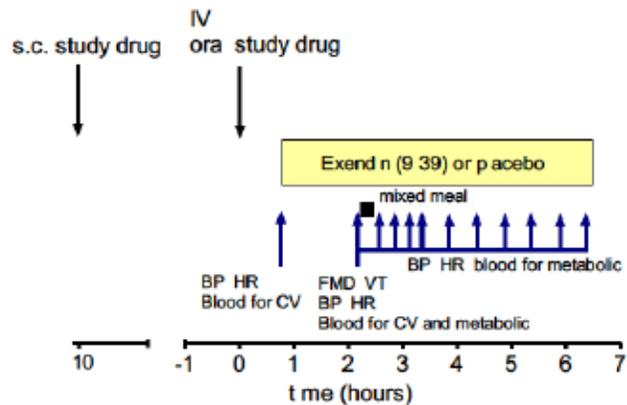 IV
s.c. study drug
ora study drug
Exend n (9 39) or p acebo
mixed meal
BP HR blood for metabolic
BP HR
Blood for CV
FMD VT
BP HR
Blood for CV and metabolic
10
-1 0 1 2 3 4 5 6 7
t me (hours)